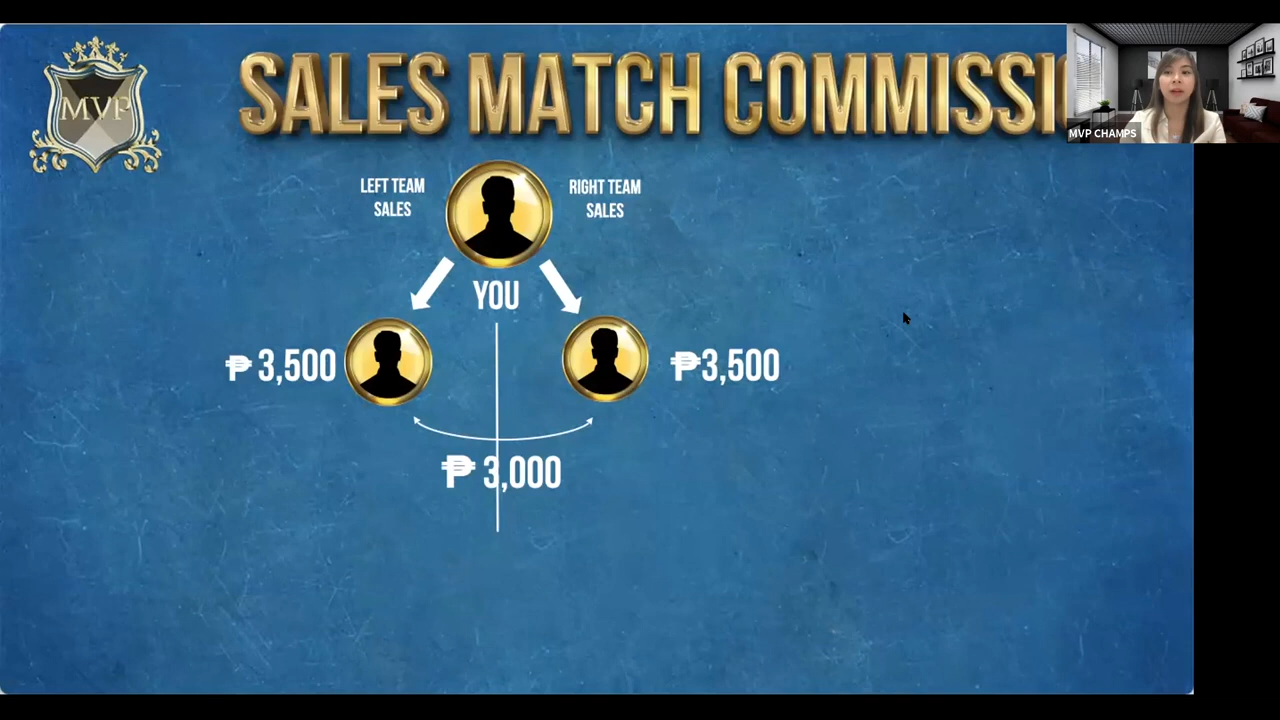 MVP
SALES MATCH COMMISSI
MVP CHAMPS
LEFT TEAM
SALES
RIGHT TEAM
SALES
YOU
₱ 3,500
₱3,500
₱ 3,000